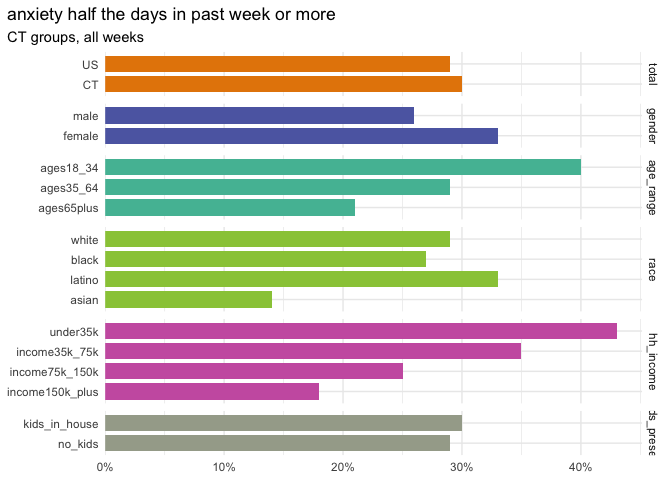 anxiety half the days in past week or more
CT groups, all weeks
US
CT
total
male
female
gender
ages18_34
ages35_64
ages65plus
age_range
white
black
latino
asian
race
under35k
income35k_75k
income75k_150k
income150k_plus
hh_income
kids_in_house
no_kids
ds_prese
0% 10% 20% 30% 40%